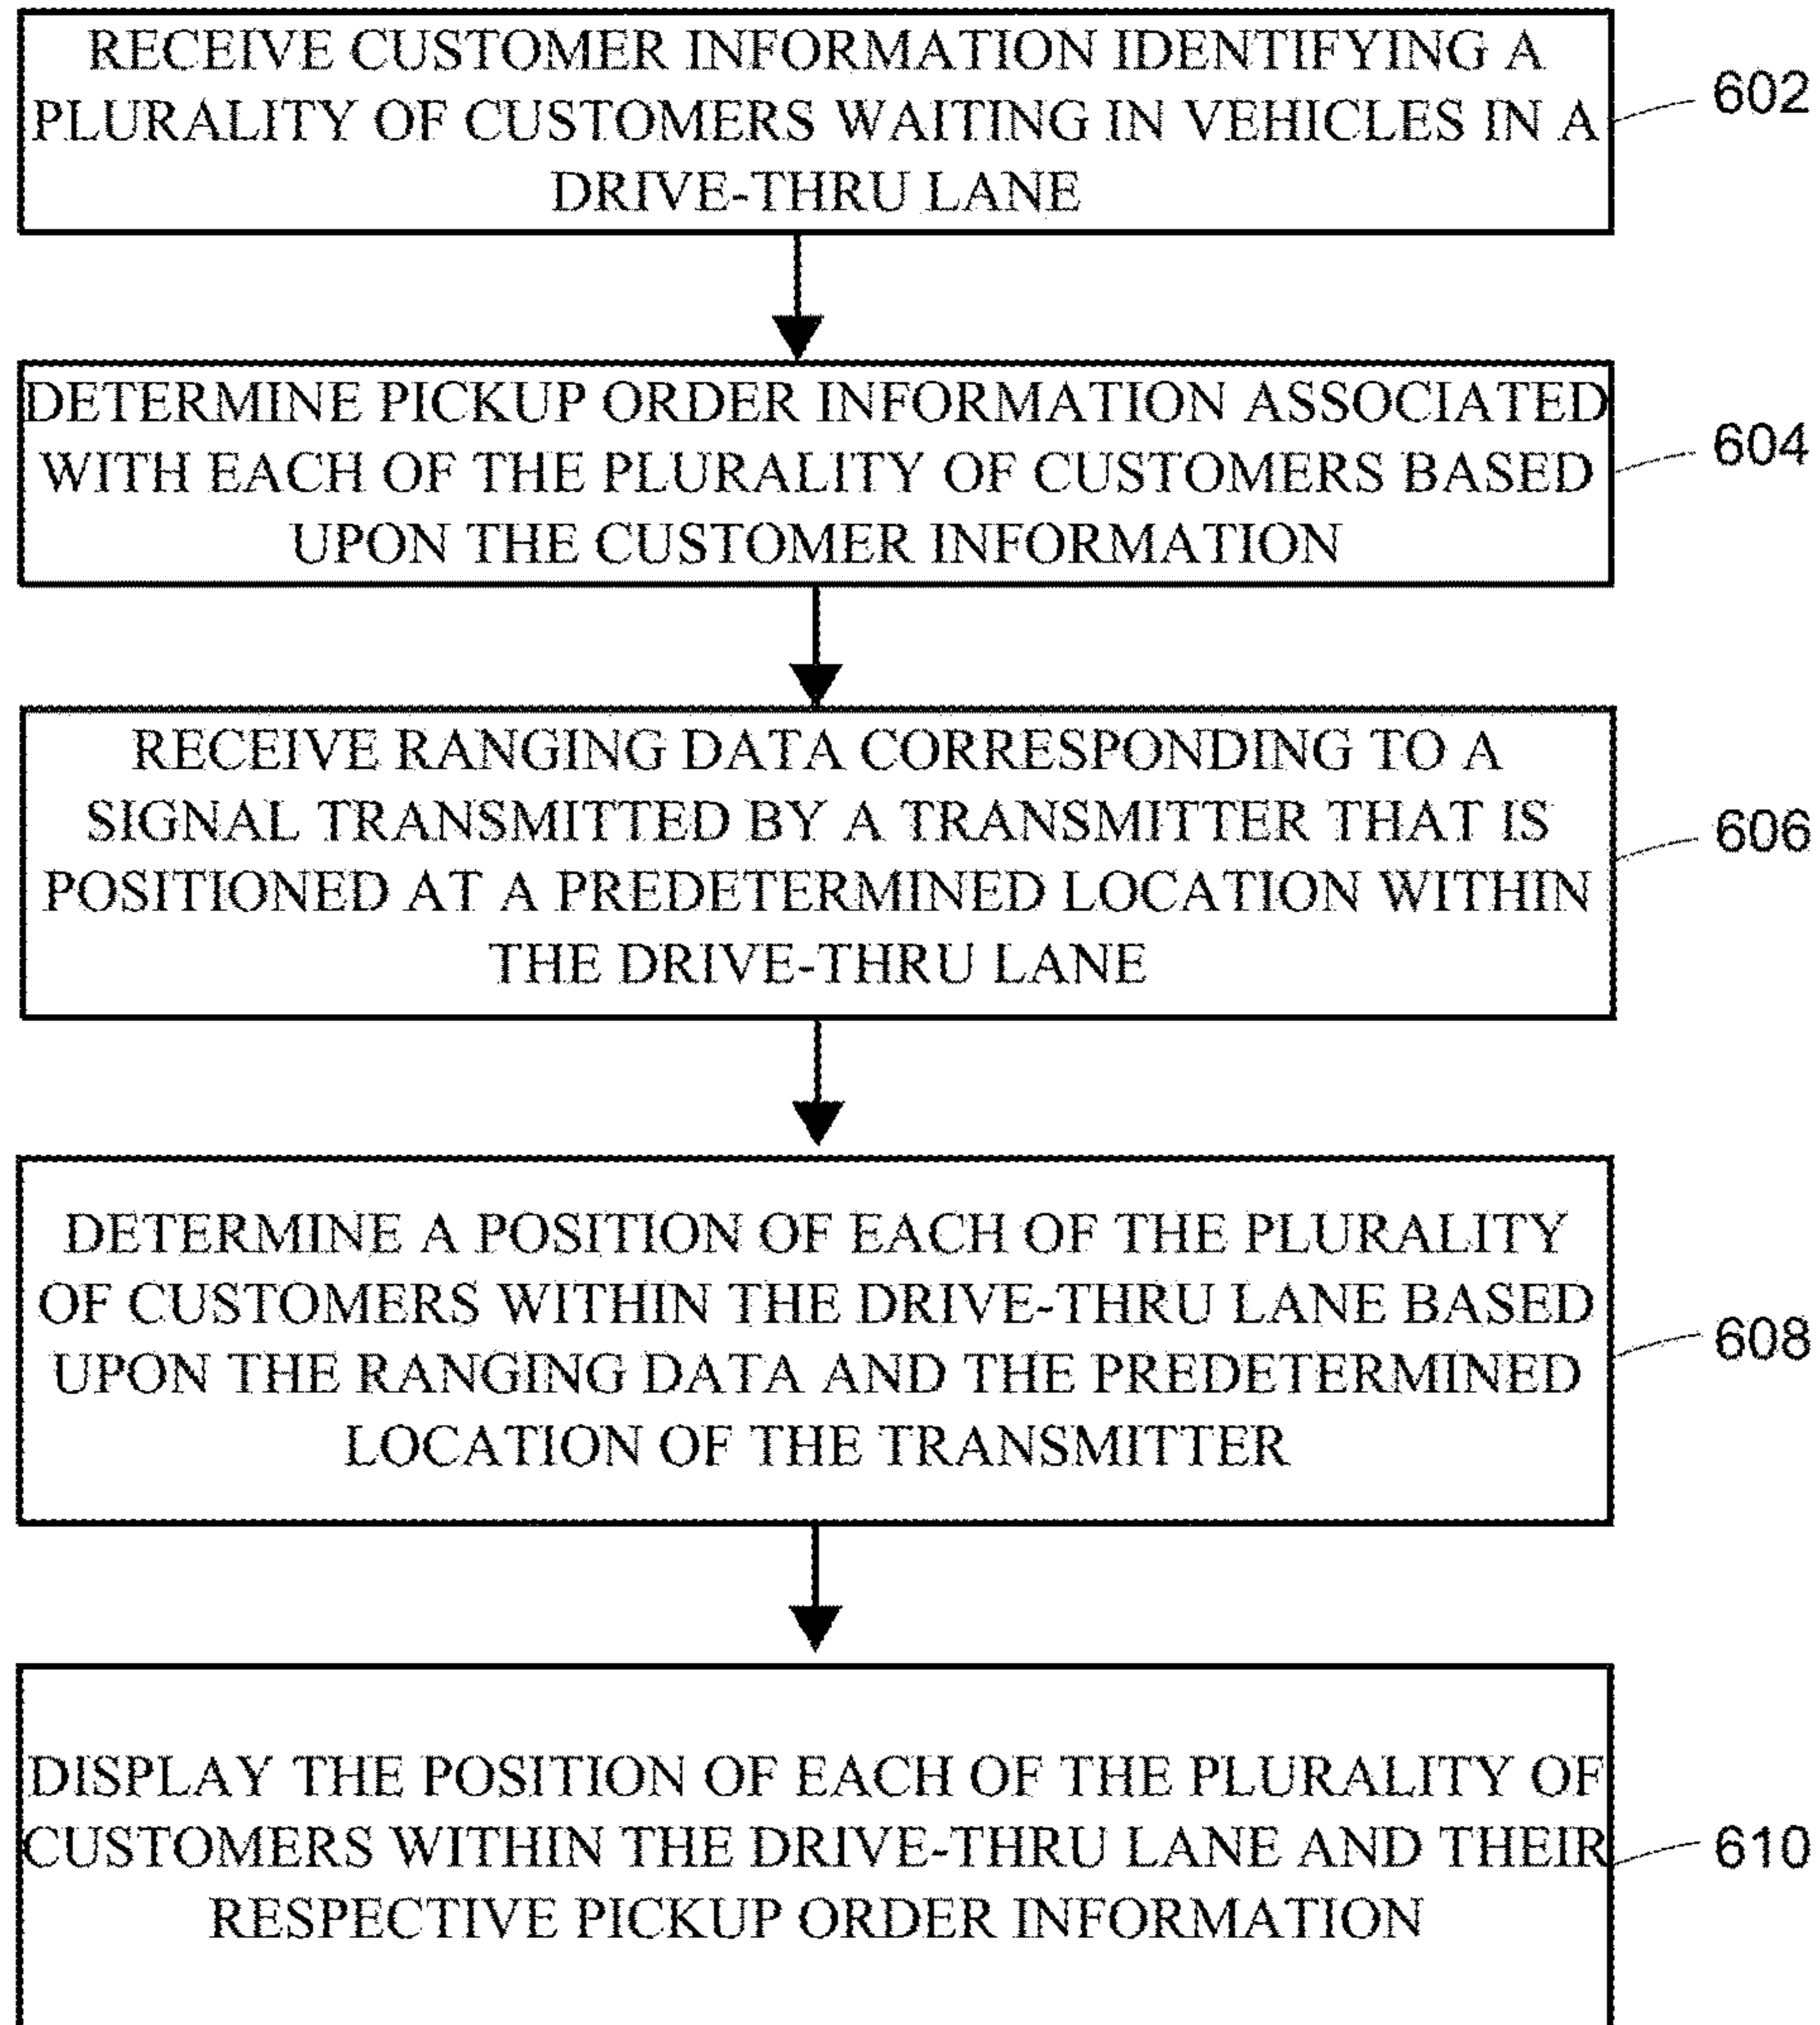 RECEIVE CUSTOMER INFORMATION IDENTIFYING A
PLURALITY OF CUSTOMERS WAITING IN VEHICLES IN A
DRIVE-THRU LANE
602
DETERMINE PICKUP ORDER INFORMATION ASSOCIATED
WITH EACH OF THE PLURALITY OF CUSTOMERS BASED
UPON THE CUSTOMER INFORMATION
604
RECEIVE RANGING DATA CORRESPONDING TO A
SIGNAL TRANSMITTED BY A TRANSMITTER THAT IS
POSITIONED AT A PREDETERMINED LOCATION WITHIN
THE DRIVE-THRU LANE
606
DETERMINE A POSITION OF EACH OF THE PLURALITY
OF CUSTOMERS WITHIN THE DRIVE-THRU LANE BASED
UPON THE RANGING DATA AND THE PREDETERMINED
LOCATION OF THE TRANSMITTER
608
DISPLAY THE POSITION OF EACH OF THE PLURALITY OF
CUSTOMERS WITHIN THE DRIVE-THRU LANE AND THEIR
RESPECTIVE PICKUP ORDER INFORMATION
610